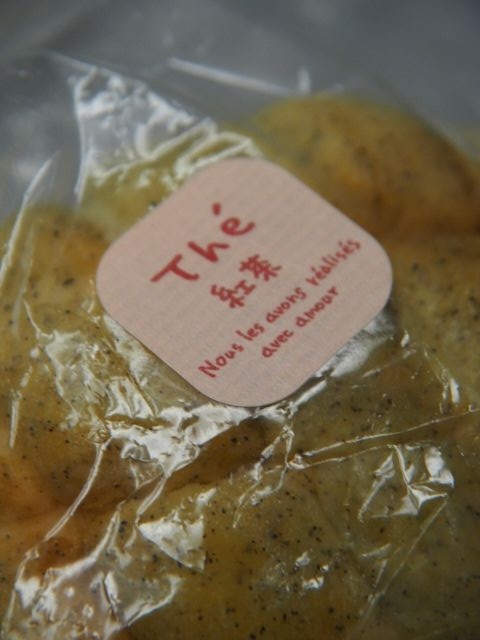 Thé
紅茶
Nous les avons réalisés
avec amour